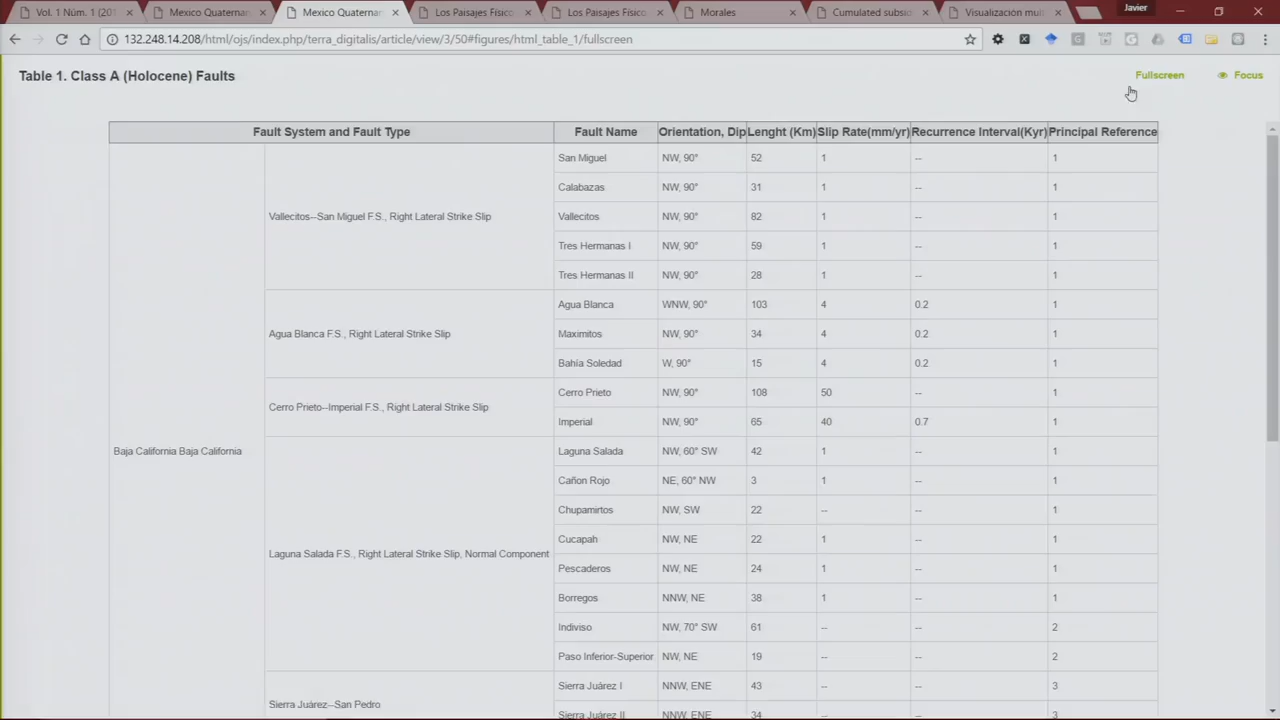 Javier
Vol. 1 Núm. 1 (201
Mexico Quaternar
Mexico Quaternar
Los Paisajes Físico
Los Paisajes Físico
Morales
Cumulated subsid
Visualización mult
132.248.14.208/html/ojs/index.php/terra_digitalis/article/view/3/50#figures/html_table_1/fullscreen
Table 1. Class A (Holocene) Faults
Fullscreen
Focus
Fault System and Fault Type Fault Name Orientation, Dip Lenght (Km) Slip Rate(mm/yr) Recurrence Interval(Kyr) Principal Reference
San Miguel NW, 90° 52 1 -- 1
Calabazas NW, 90° 31 1 -- 1
Vallecitos--San Miguel F.S., Right Lateral Strike Slip Vallecitos NW, 90° 82 1 -- 1
Tres Hermanas I NW, 90° 59 1 -- 1
Tres Hermanas II NW, 90° 28 1 -- 1
Agua Blanca WNW, 90° 103 4 0.2 1
Agua Blanca F.S., Right Lateral Strike Slip Maximitos NW, 90° 34 4 0.2 1
Bahía Soledad W, 90° 15 4 0.2 1
Cerro Prieto NW, 90° 108 50 -- 1
Cerro Prieto--Imperial F.S., Right Lateral Strike Slip
Imperial NW, 90° 65 40 0.7 1
Baja California Baja California Laguna Salada NW, 60° SW 42 1 -- 1
Cañon Rojo NE, 60° NW 3 1 -- 1
Chupamirtos NW, SW 22 -- -- 1
Cucapah NW, NE 22 1 -- 1
Laguna Salada F.S., Right Lateral Strike Slip, Normal Component
Pescaderos NW, NE 24 1 -- 1
Borregos NNW, NE 38 1 -- 1
Indiviso NW, 70° SW 61 -- -- 2
Paso Inferior-Superior NW, NE 19 -- -- 2
Sierra Juárez I NNW, ENE 43 -- -- 3
Sierra Juárez--San Pedro
Sierra Juárez II NNW, ENE 34 -- -- 3